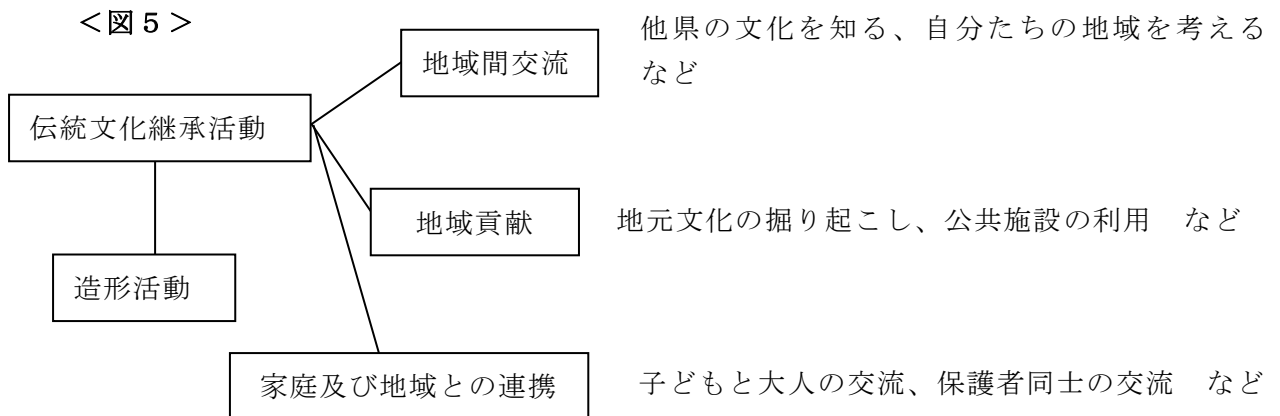 ＜図５＞
他県の文化を知る、自分たちの地域を考える
など
地域間交流
伝統文化継承活動
地域貢献
地元文化の掘り起こし、公共施設の利用　など
造形活動
家庭及び地域との連携
子どもと大人の交流、保護者同士の交流　など